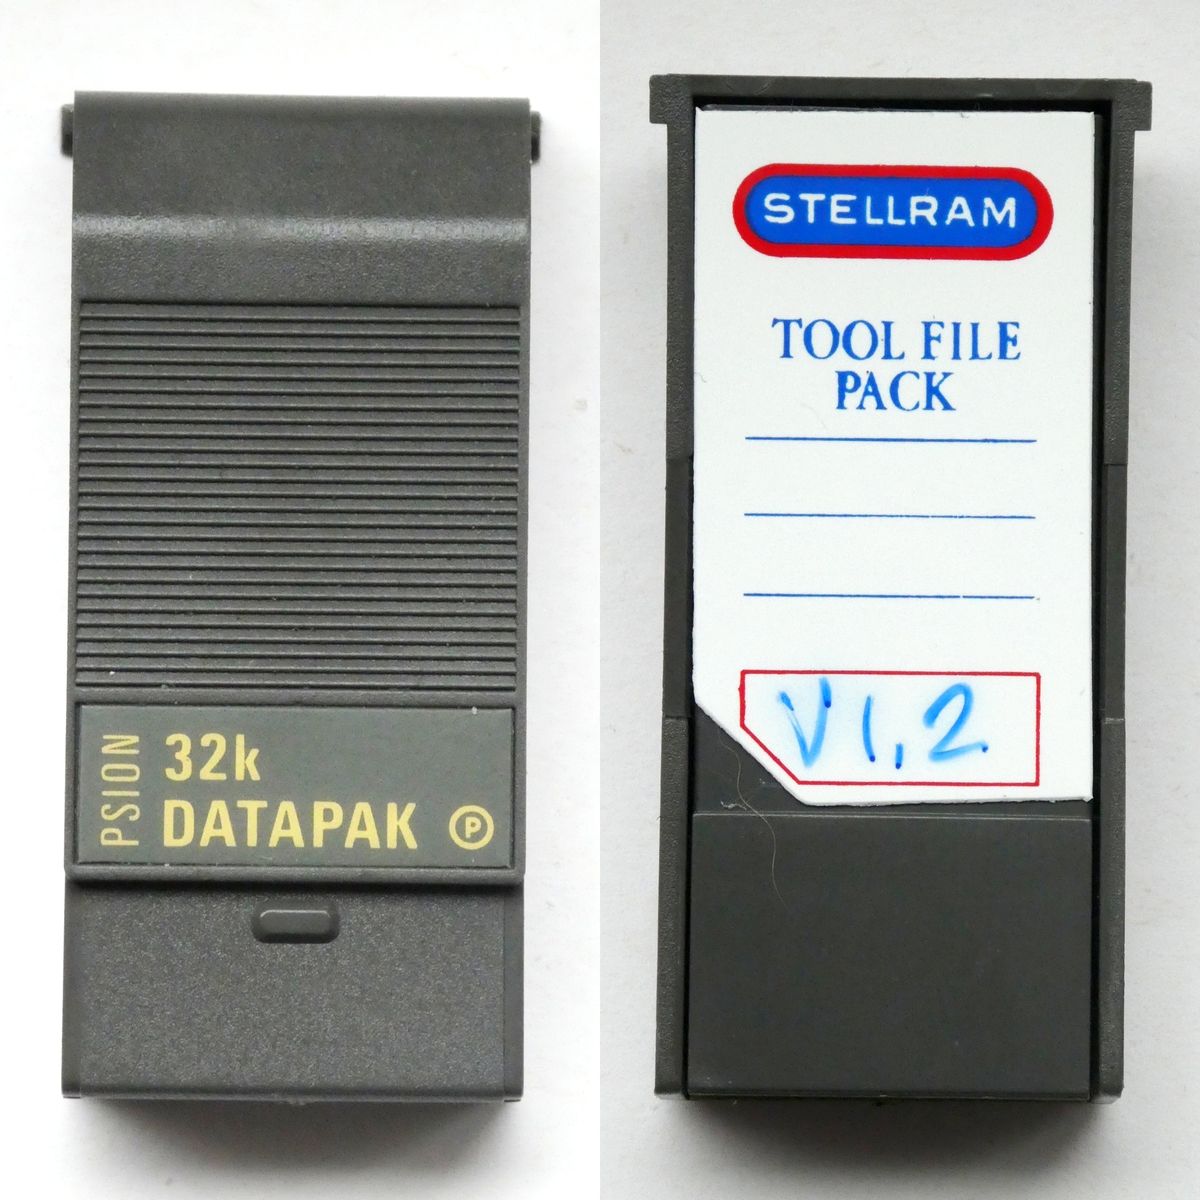 PSION
32k
DATAPAK
P
STELLRAM
TOOL FILE
PACK
V1.2